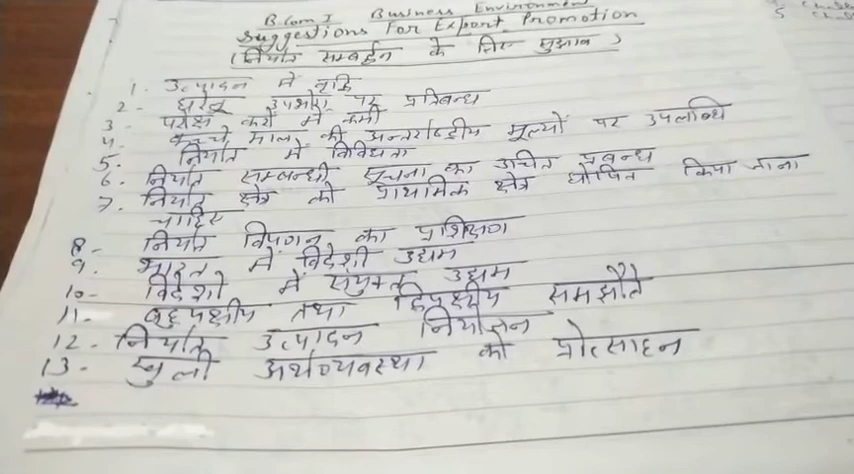 B.Com I Business Environment
Suggestions For Export Promotion
(निर्यात सम्बर्द्धन के लिए सुझाव)
1. उत्पादन में वृद्धि
2- घरेलू उपभोग पर प्रतिबन्ध
3- परोक्ष करों में कमी
4. कच्चे माल की अन्तर्राष्ट्रीय मूल्यों पर उपलब्धि
5. निर्यात में विविधता
6. निर्यात सम्बन्धी सूचना का उचित प्रबन्ध
7. निर्यात क्षेत्र को प्राथमिक क्षेत्र घोषित किया जाना
चाहिए
8- निर्यात विपणन का प्रशिक्षण
9. भारत में विदेशी उद्यम
10- विदेशों में संयुक्त उद्यम
11- बहुपक्षीय तथा द्विपक्षीय समझौते
12- निर्यात उत्पादन नियोजन
13- खुली अर्थव्यवस्था को प्रोत्साहन